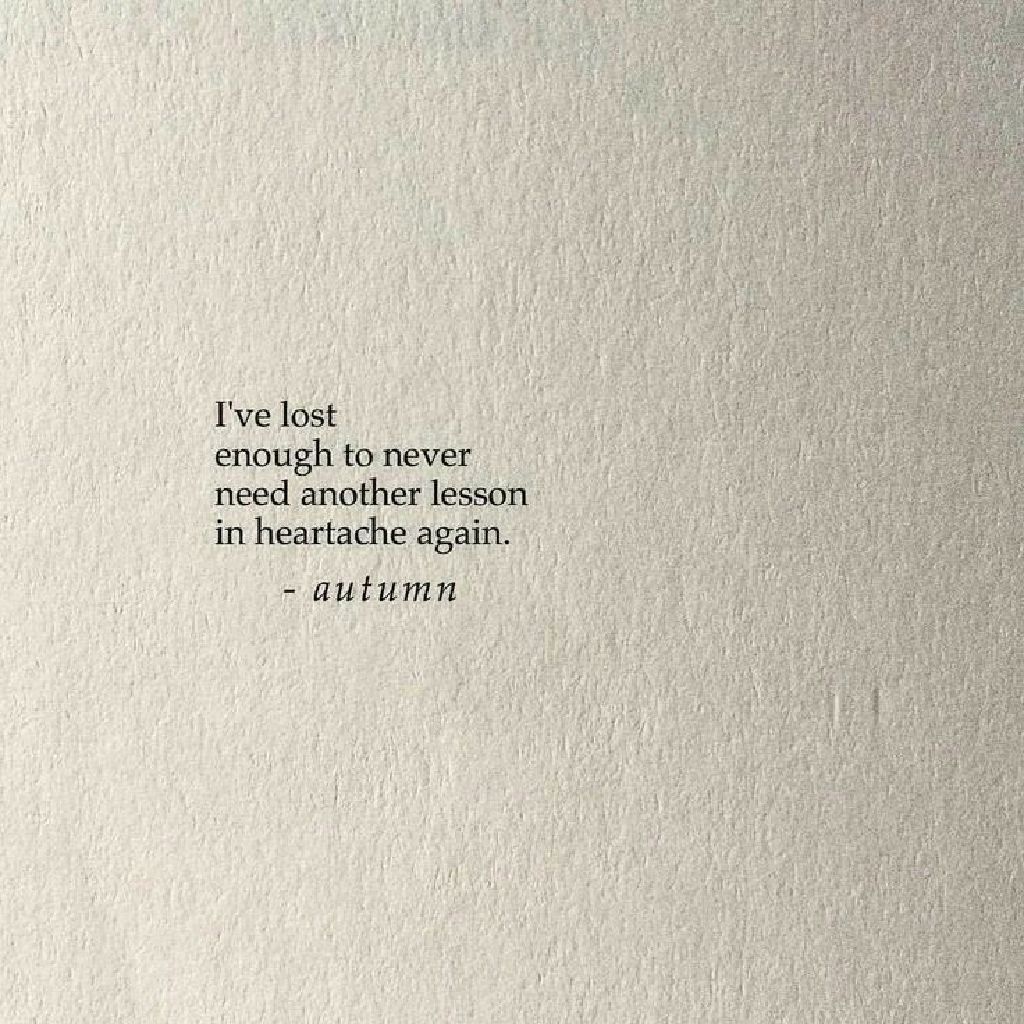 I've lost
enough to never
need another lesson
in heartache again.
- autumn